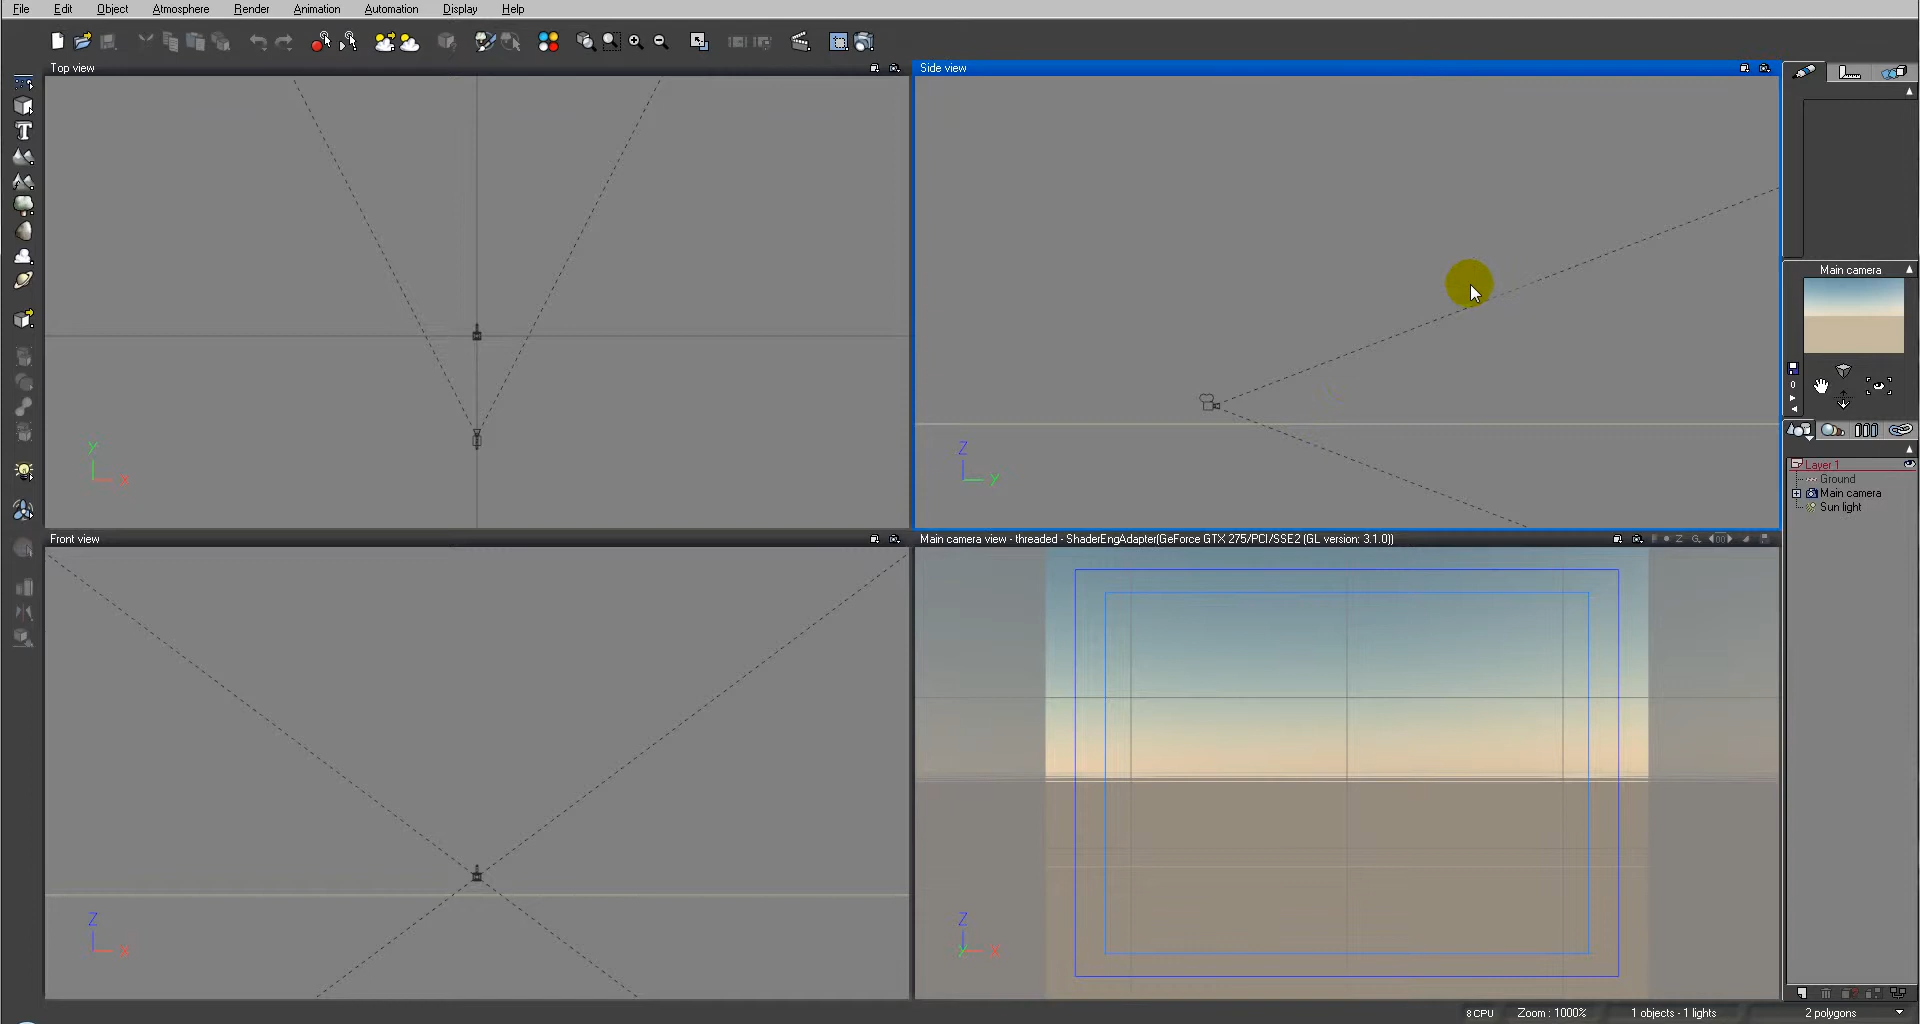 File Edit Object Atmosphere Render Animation Automation Display Help
Top view
Side view
Y
X
Z
Y
Main camera
0
Layer 1
Ground
Main camera
Sun light
Front view
Main camera view - threaded - ShaderEngAdapter(GeForce GTX 275/PCI/SSE2 (GL version: 3.1.0))
Z
X
Z
Y
X
8 CPU Zoom : 1000% 1 objects - 1 lights 2 polygons